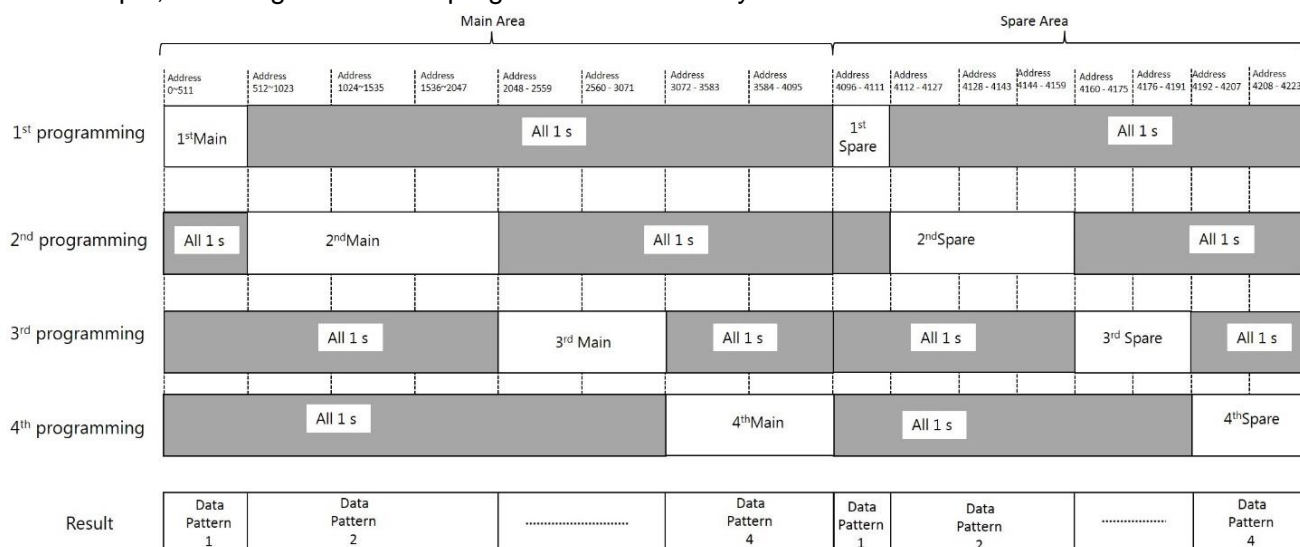 Main Area
Spare Area
Address
0~511
Address
512~1023
Address
1024~1535
Address
1536~2047
Address
2048 - 2559
Address
2560 - 3071
Address
3072 - 3583
Address
3584 - 4095
Address
4096 - 4111
Address
4112 - 4127
Address
4128 - 4143
Address
4144 - 4159
Address
4160 - 4175
Address
4176 - 4191
Address
4192 - 4207
Address
4208 - 4223
1st programming
1stMain
All 1 s
1st
Spare
All 1 s
2nd programming
All 1 s
2ndMain
All 1 s
2ndSpare
All 1 s
3rd programming
All 1 s
3rd Main
All 1 s
All 1 s
3rd Spare
All 1 s
4th programming
All 1 s
4thMain
All 1 s
4thSpare
Result
Data
Pattern
1
Data
Pattern
2
Data
Pattern
4
Data
Pattern
1
Data
Pattern
2
Data
Pattern
4